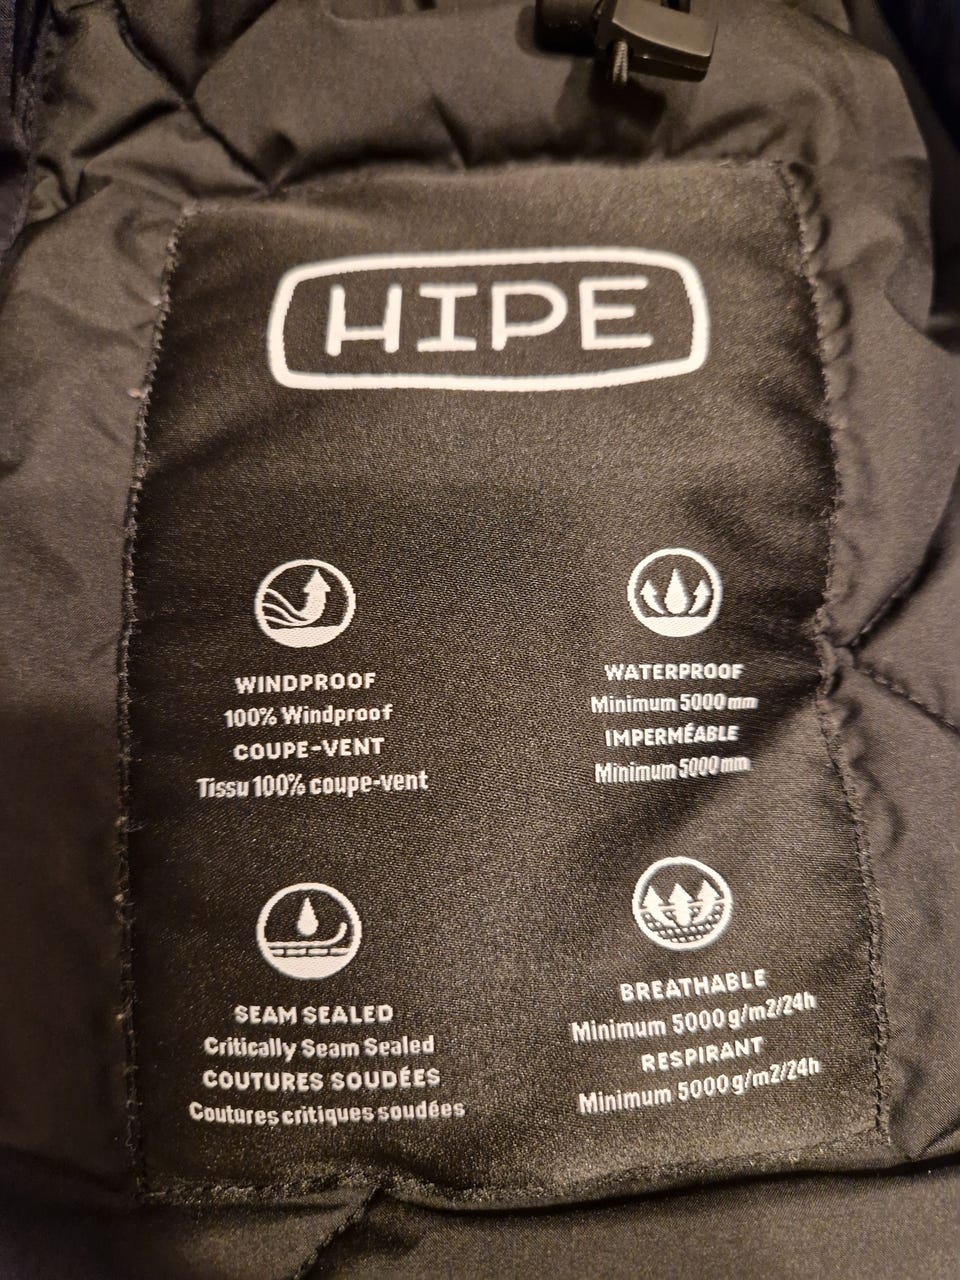 HIPE
WINDPROOF
100% Windproof
COUPE-VENT
Tissu 100% coupe-vent
WATERPROOF
Minimum 5000 mm
IMPERMÉABLE
Minimum 5000 mm
SEAM SEALED
Critically Seam Sealed
COUTURES SOUDÉES
Coutures critiques soudées
BREATHABLE
Minimum 5000 g/m2/24h
RESPIRANT
Minimum 5000 g/m2/24h